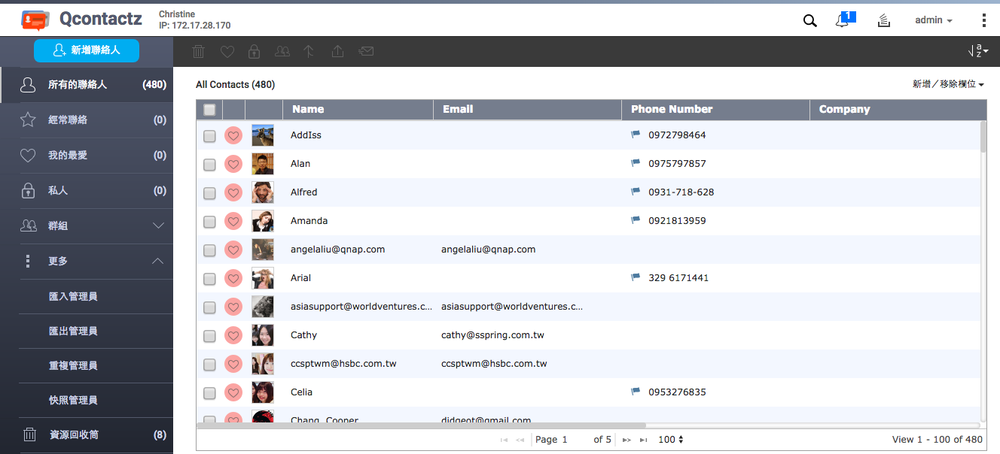 Qcontactz
Christine
IP: 172.17.28.170
1
admin
新增聯絡人
所有的聯絡人 (480)
經常聯絡 (0)
我的最愛 (0)
私人 (0)
群組
更多
匯入管理員
匯出管理員
重複管理員
快照管理員
資源回收筒 (8)
a
z
All Contacts (480)
新增／移除欄位
Name Email Phone Number Company
AddIss 0972798464
Alan 0975797857
Alfred 0931-718-628
Amanda 0921813959
angelaliu@qnap.com angelaliu@qnap.com
Arial 329 6171441
asiasupport@worldventures.c... asiasupport@worldventures.c...
Cathy cathy@sspring.com.tw
ccsptwm@hsbc.com.tw ccsptwm@hsbc.com.tw
Celia 0953276835
Chang, Cooper didgeot@gmail.com
Page 1 of 5 100 View 1 - 100 of 480